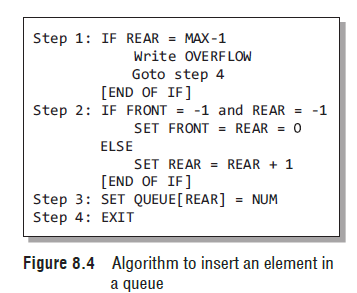 Step 1: IF REAR = MAX-1
Write OVERFLOW
Goto step 4
[END OF IF]
Step 2: IF FRONT = -1 and REAR = -1
SET FRONT = REAR = 0
ELSE
SET REAR = REAR + 1
[END OF IF]
Step 3: SET QUEUE[REAR] = NUM
Step 4: EXIT
Figure 8.4 Algorithm to insert an element in
a queue